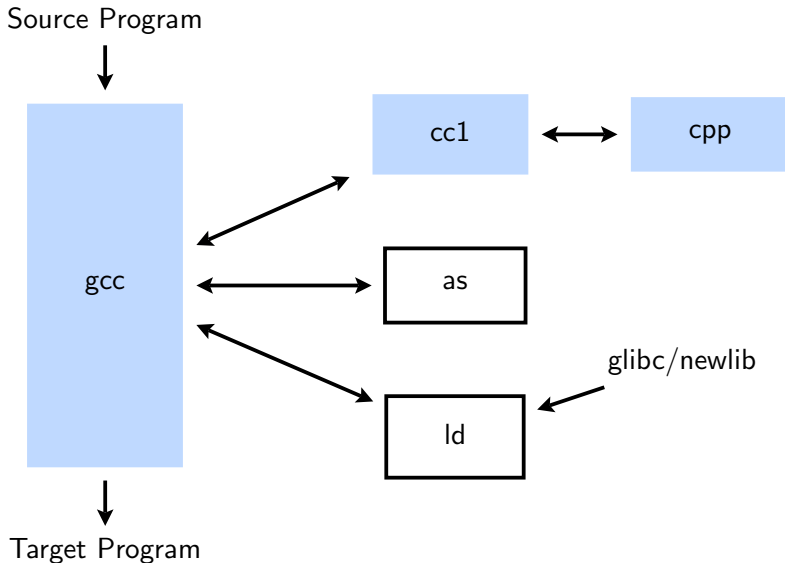 Source Program
cc1
cpp
gcc
as
glibc/newlib
ld
Target Program